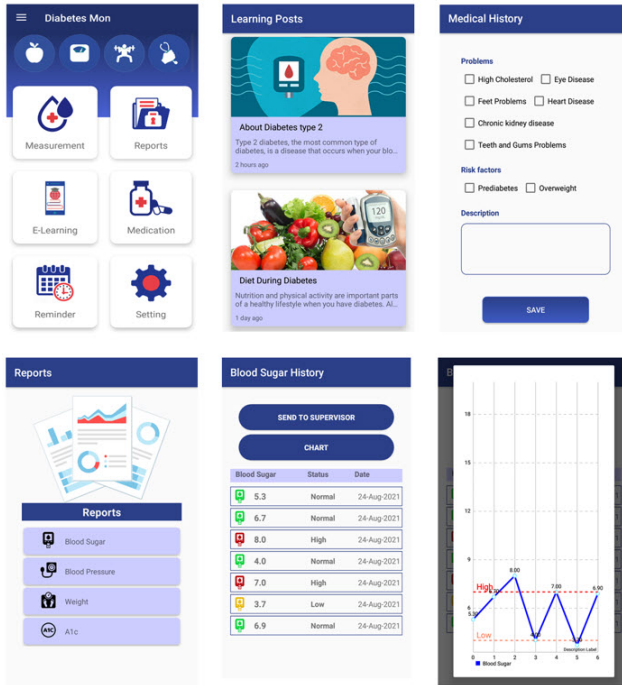 Diabetes Mon
Measurement
Reports
E-Learning
Medication
Reminder
Setting
Learning Posts
About Diabetes type 2
Type 2 diabetes, the most common type of
diabetes, is a disease that occurs when your blo...
2 hours ago
120
Diet During Diabetes
Nutrition and physical activity are important parts
of a healthy lifestyle when you have diabetes. Al...
1 day ago
Medical History
Problems
High Cholesterol Eye Disease
Feet Problems Heart Disease
Chronic kidney disease
Teeth and Gums Problems
Risk factors
Prediabetes Overweight
Description
SAVE
Reports
Reports
Blood Sugar
Blood Pressure
Weight
A1C A1c
Blood Sugar History
SEND TO SUPERVISOR
CHART
Blood Sugar Status Date
5.3 Normal 24-Aug-2021
6.7 Normal 24-Aug-2021
8.0 High 24-Aug-2021
4.0 Normal 24-Aug-2021
7.0 High 24-Aug-2021
3.7 Low 24-Aug-2021
6.9 Normal 24-Aug-2021
B
18
15
12
9
8.00
High
7.00
6.90
6
Low
Description Label
0 1 2 3 4 5 6
Blood Sugar